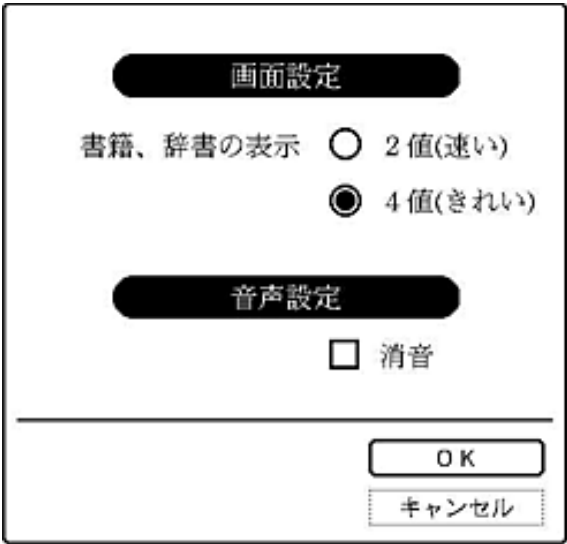 画面設定
書籍、辞書の表示 2値(速い)
4値(きれい)
音声設定
消音
OK
キャンセル